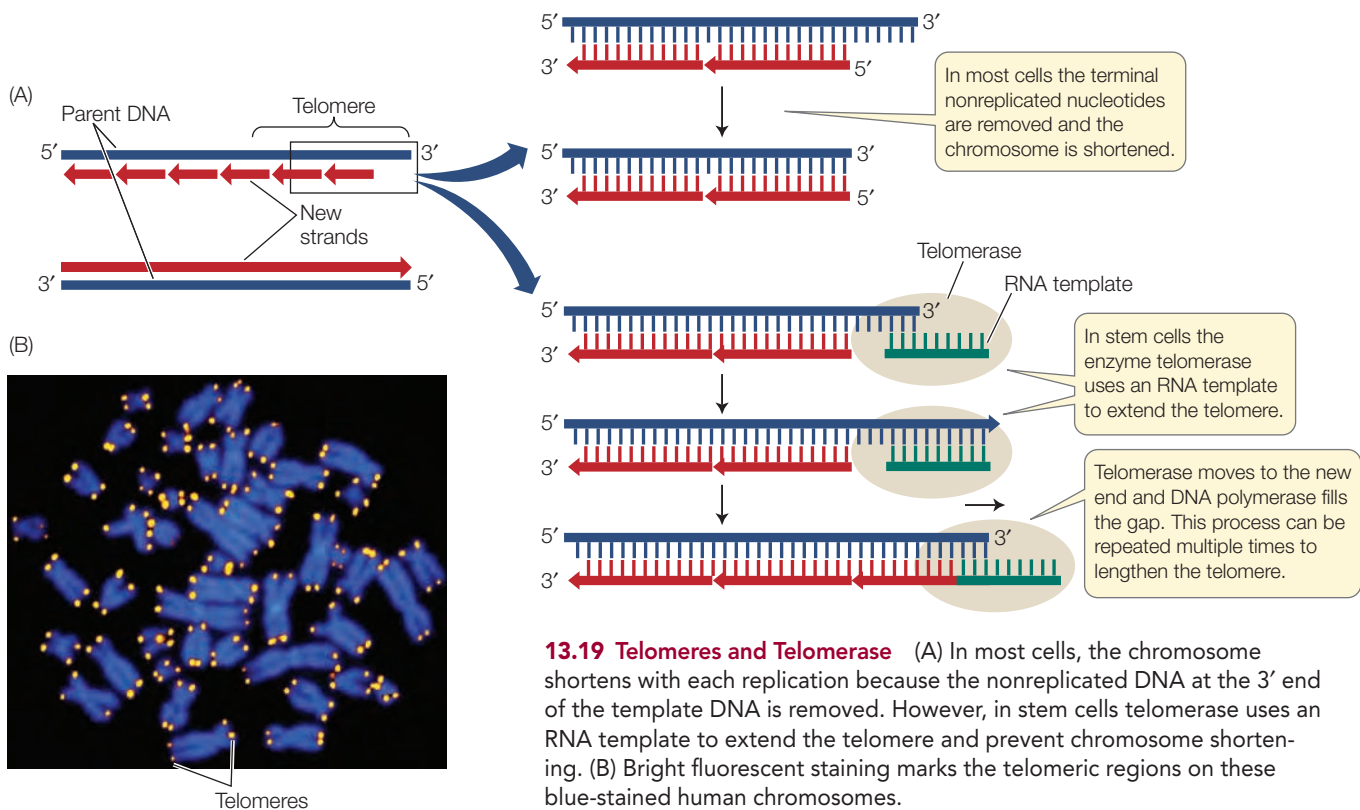 (A)
Parent DNA
Telomere
5′
3′
New
strands
3′
5′
5′
3′
3′
5′
In most cells the terminal
nonreplicated nucleotides
are removed and the
chromosome is shortened.
5′
3′
3′
5′
Telomerase
RNA template
5′
3′
3′
In stem cells the
enzyme telomerase
uses an RNA template
to extend the telomere.
5′
3′
Telomerase moves to the new
end and DNA polymerase fills
the gap. This process can be
repeated multiple times to
lengthen the telomere.
5′
3′
3′
(B)
Telomeres
13.19 Telomeres and Telomerase (A) In most cells, the chromosome
shortens with each replication because the nonreplicated DNA at the 3′ end
of the template DNA is removed. However, in stem cells telomerase uses an
RNA template to extend the telomere and prevent chromosome shorten-
ing. (B) Bright fluorescent staining marks the telomeric regions on these
blue-stained human chromosomes.